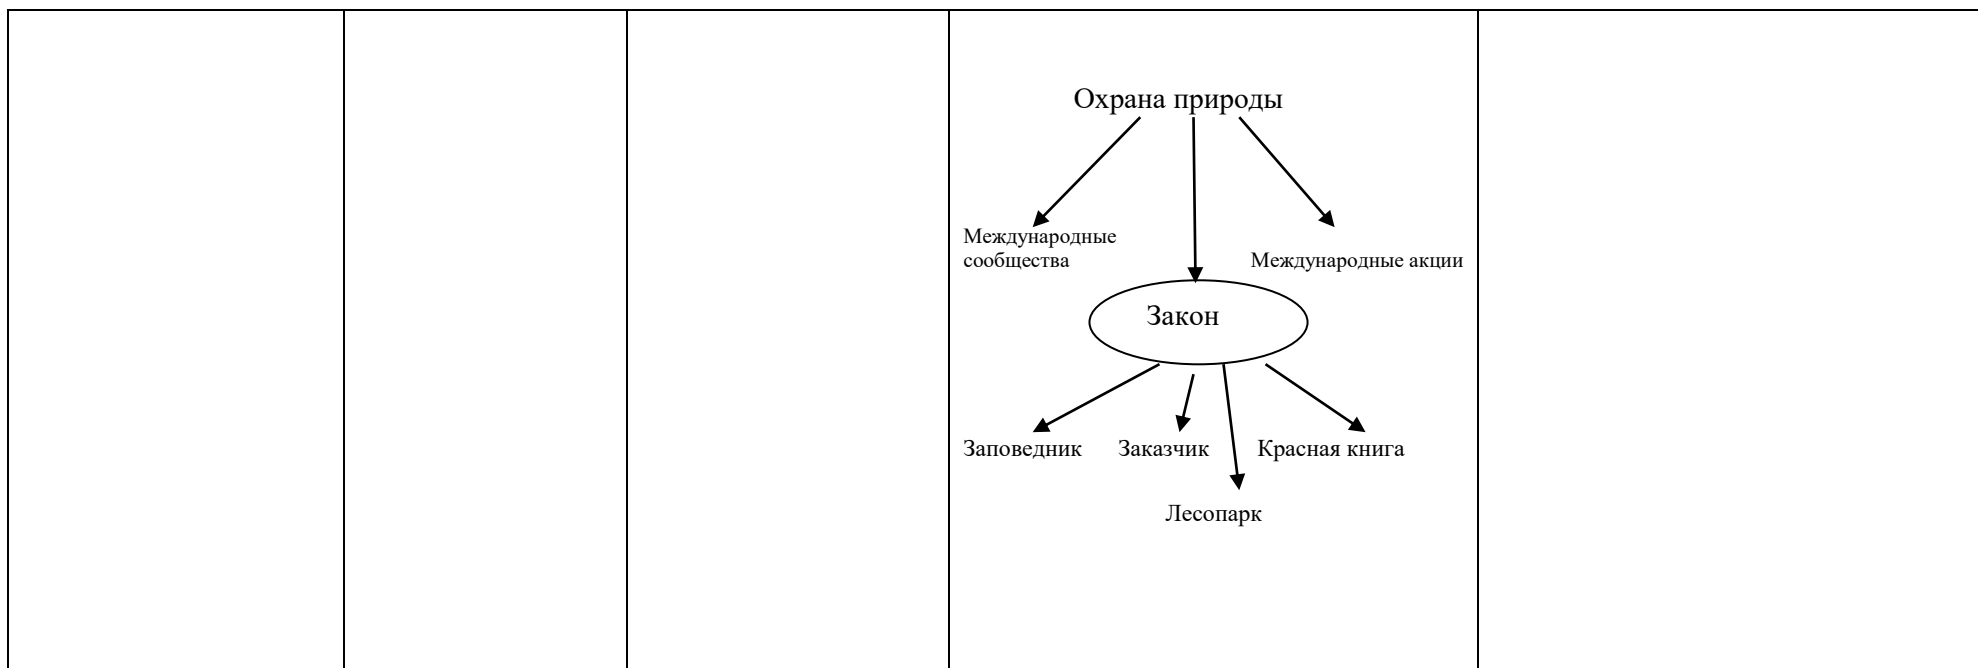 Охрана природы
Международные
сообщества
Международные акции
Закон
Заповедник
Заказчик
Красная книга
Лесопарк